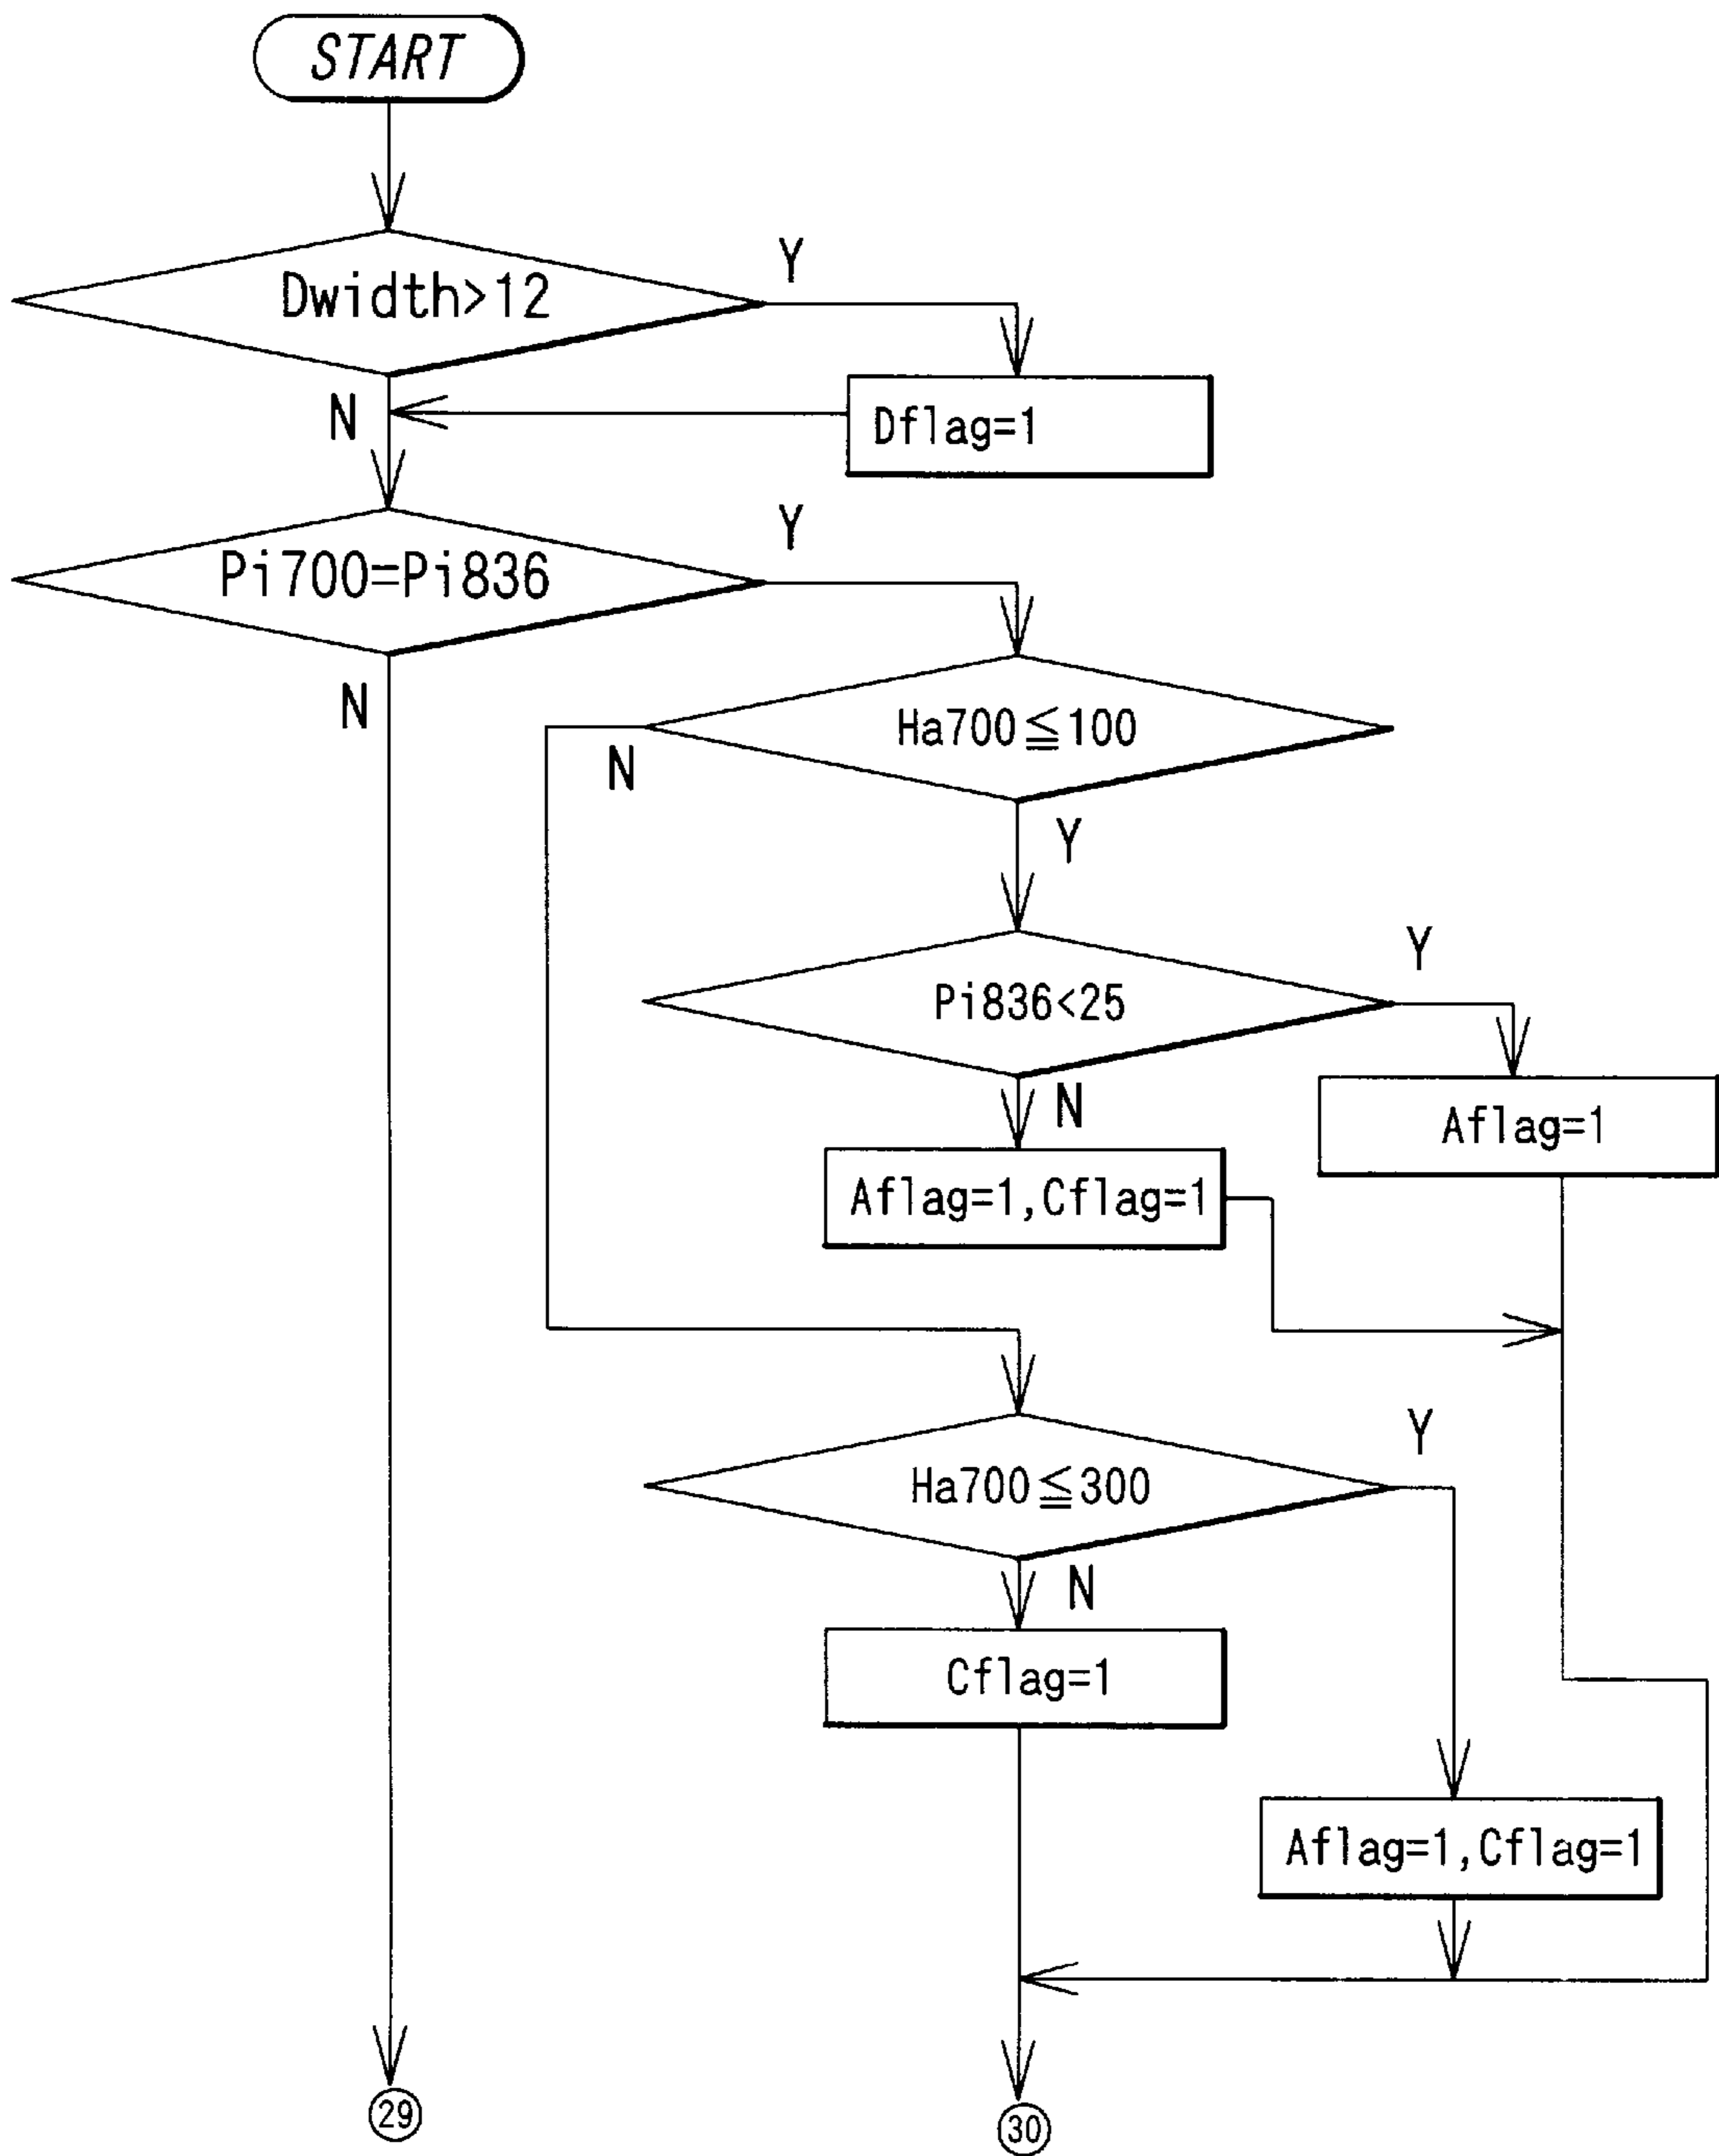 START
Dwidth>12
Y
N
Dflag=1
Pi700=Pi836
Y
N
Ha700≦100
N
Y
Pi836<25
Y
N
Aflag=1
Aflag=1,Cflag=1
Ha700≦300
Y
N
Cflag=1
Aflag=1,Cflag=1
29
30